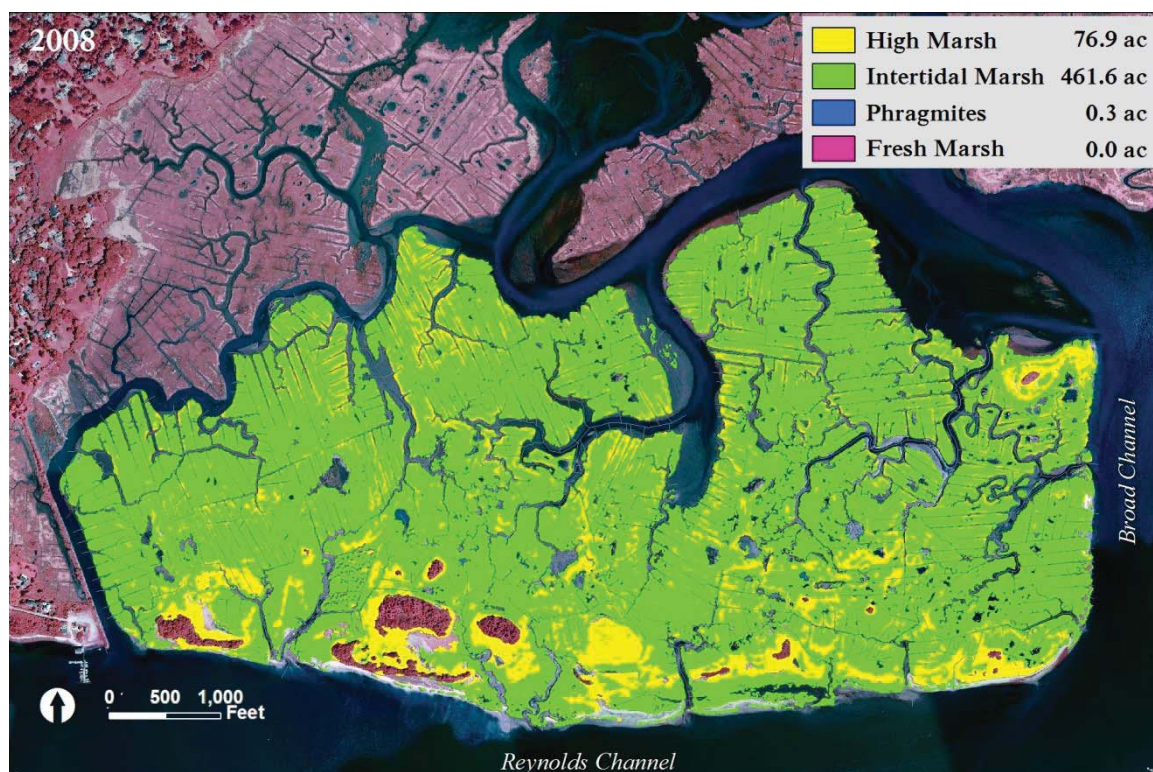 2008
High Marsh 76.9 ac
Intertidal Marsh 461.6 ac
Phragmites 0.3 ac
Fresh Marsh 0.0 ac
Broad Channel
0 500 1,000
Feet
Reynolds Channel